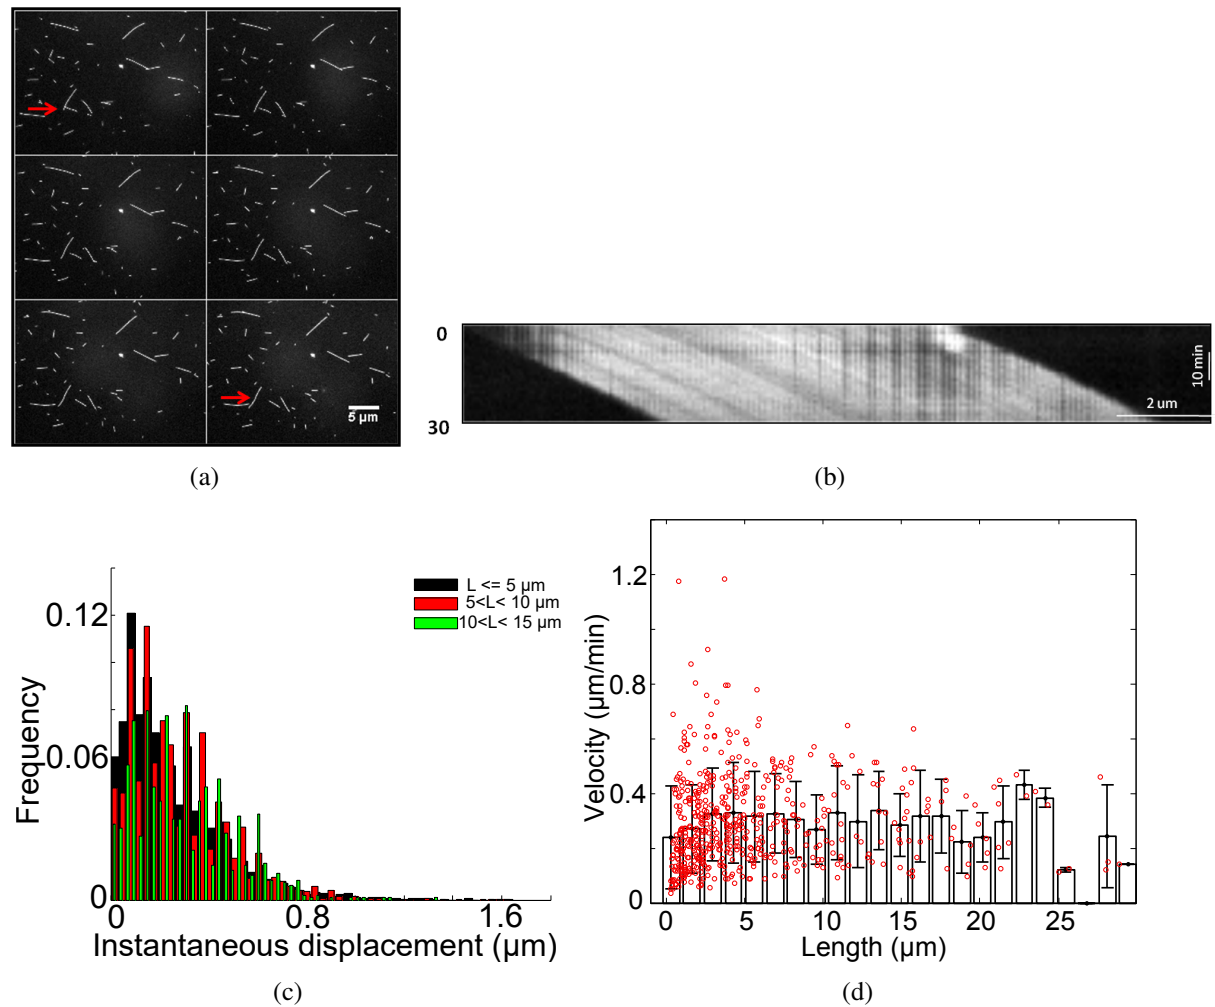 5 µm
(a)
0
30
10 min
2 um
(b)
Frequency
0.12
0.06
0
0
0.8
1.6
Instantaneous displacement (µm)
L <= 5 µm
5<L< 10 µm
10<L< 15 µm
(c)
Velocity (µm/min)
1.2
0.8
0.4
0
0
5
10
15
20
25
Length (µm)
(d)